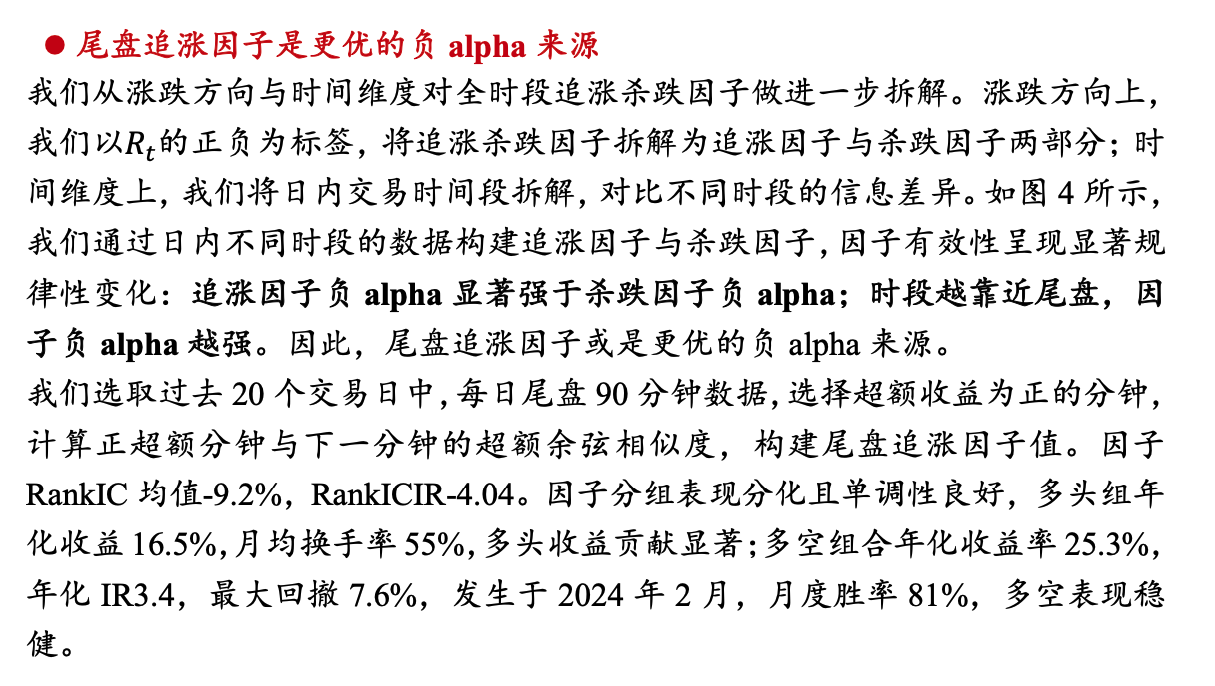 ● 尾盘追涨因子是更优的负 alpha 来源
我们从涨跌方向与时间维度对全时段追涨杀跌因子做进一步拆解。涨跌方向上，
我们以Rₜ的正负为标签，将追涨杀跌因子拆解为追涨因子与杀跌因子两部分；时
间维度上，我们将日内交易时间段拆解，对比不同时段的信息差异。如图 4 所示，
我们通过日内不同时段的数据构建追涨因子与杀跌因子，因子有效性呈现显著规
律性变化：追涨因子负 alpha 显著强于杀跌因子负 alpha；时段越靠近尾盘，因
子负 alpha 越强。因此，尾盘追涨因子或是更优的负 alpha 来源。
我们选取过去 20 个交易日中，每日尾盘 90 分钟数据，选择超额收益为正的分钟，
计算正超额分钟与下一分钟的超额余弦相似度，构建尾盘追涨因子值。因子
RankIC 均值-9.2%，RankICIR-4.04。因子分组表现分化且单调性良好，多头组年
化收益 16.5%，月均换手率 55%，多头收益贡献显著；多空组合年化收益率 25.3%，
年化 IR3.4，最大回撤 7.6%，发生于 2024 年 2 月，月度胜率 81%，多空表现稳
健。